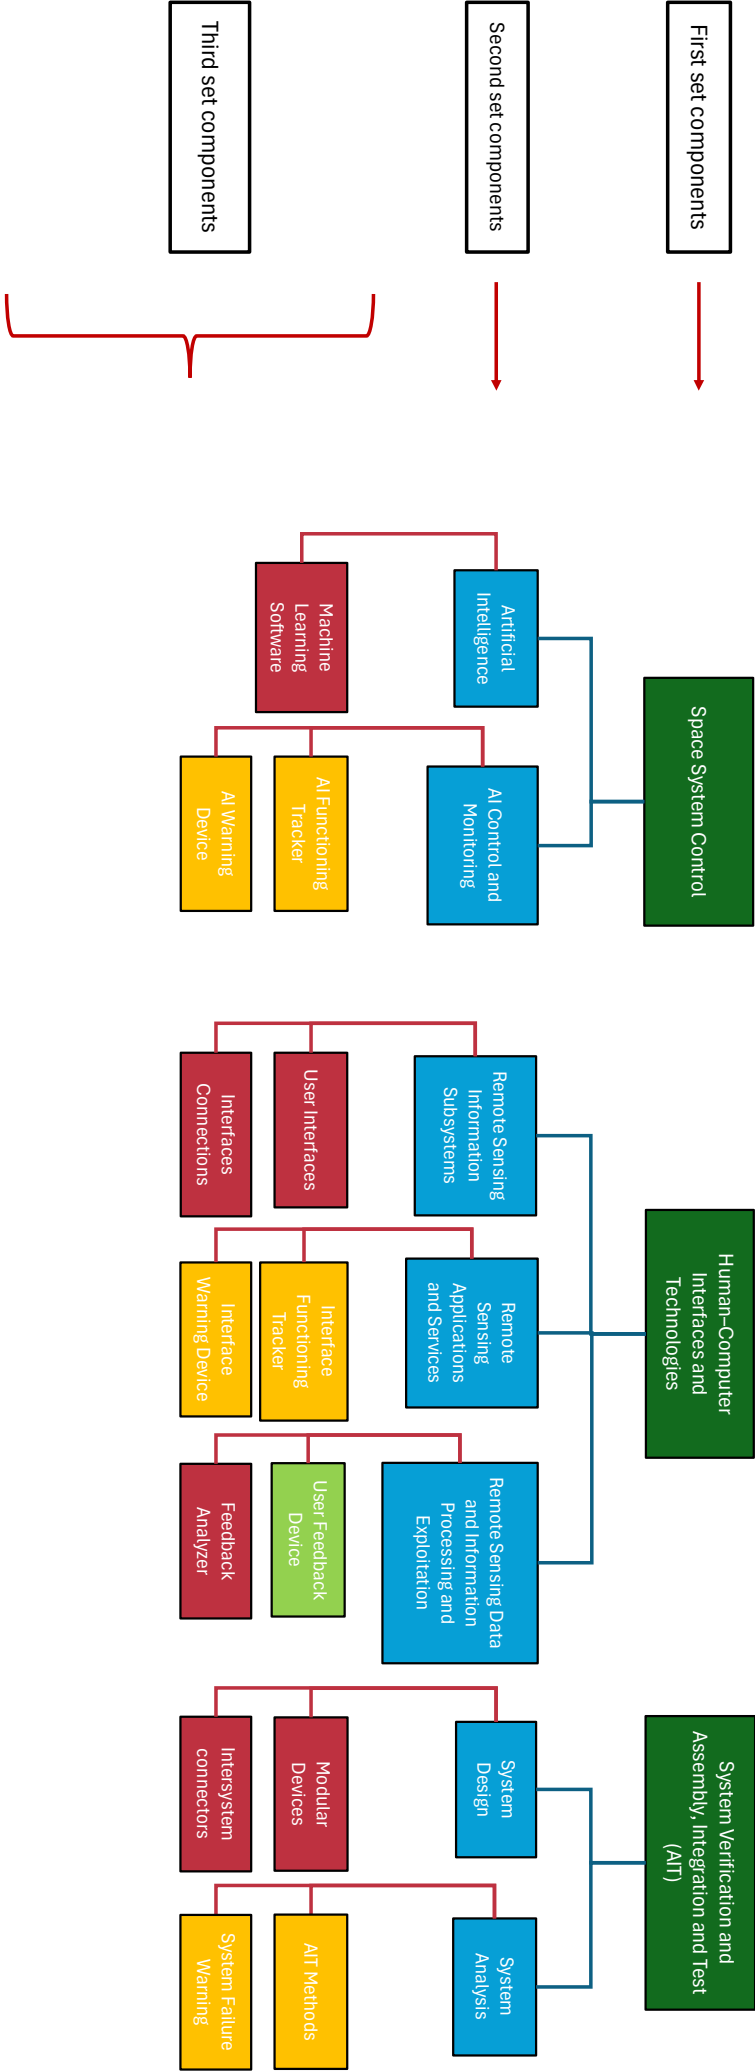 First set components
Second set components
Third set components
Space System Control
Human–Computer
Interfaces and
Technologies
System Verification and
Assembly, Integration and Test
(AIT)
Artificial
Intelligence
AI Control and
Monitoring
Remote Sensing
Information
Subsystems
Remote
Sensing
Applications
and Services
Remote Sensing Data
and Information
Processing and
Exploitation
System
Design
System
Analysis
Machine
Learning
Software
AI Functioning
Tracker
AI Warning
Device
User Interfaces
Interfaces
Connections
Interface
Functioning
Tracker
Interface
Warning Device
User Feedback
Device
Feedback
Analyzer
Modular
Devices
Intersystem
connectors
AIT Methods
System Failure
Warning